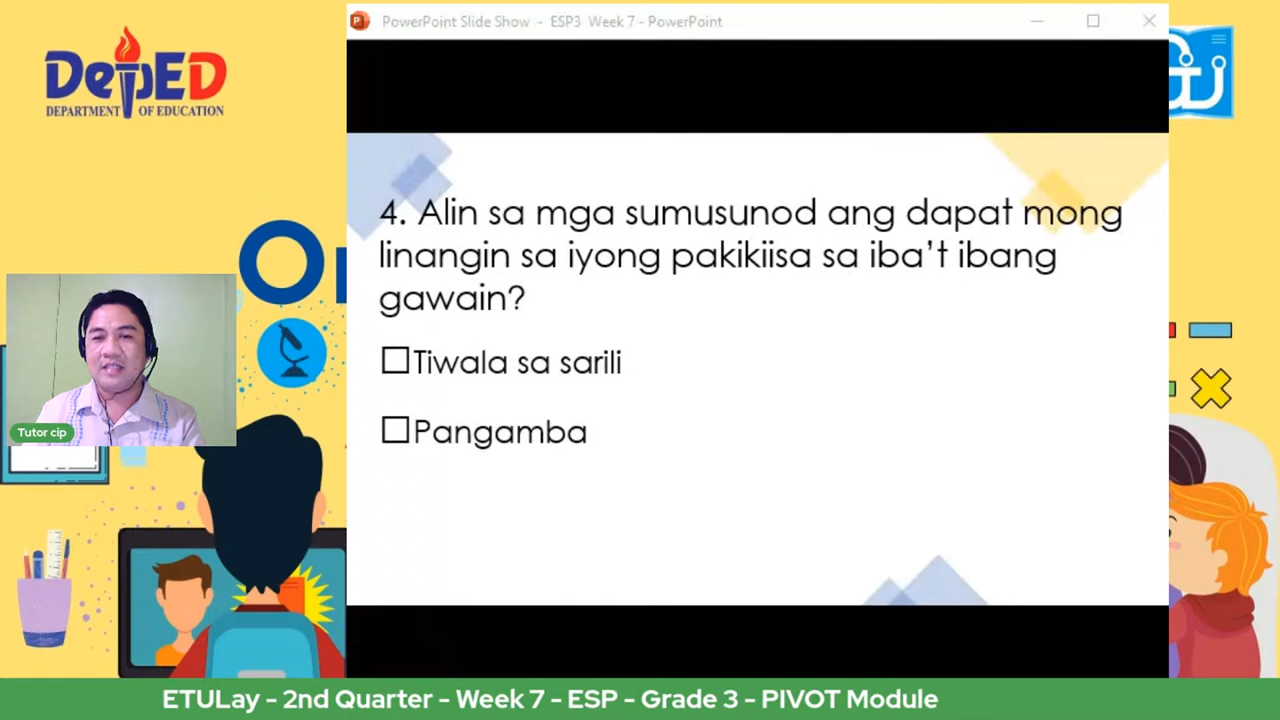 PowerPoint Slide Show - ESP3 Week 7 - PowerPoint
DepED
DEPARTMENT OF EDUCATION
4. Alin sa mga sumusunod ang dapat mong
linangin sa iyong pakikiisa sa iba't ibang
gawain?
Tiwala sa sarili
Pangamba
Tutor cip
ETULay - 2nd Quarter - Week 7 - ESP - Grade 3 - PIVOT Module